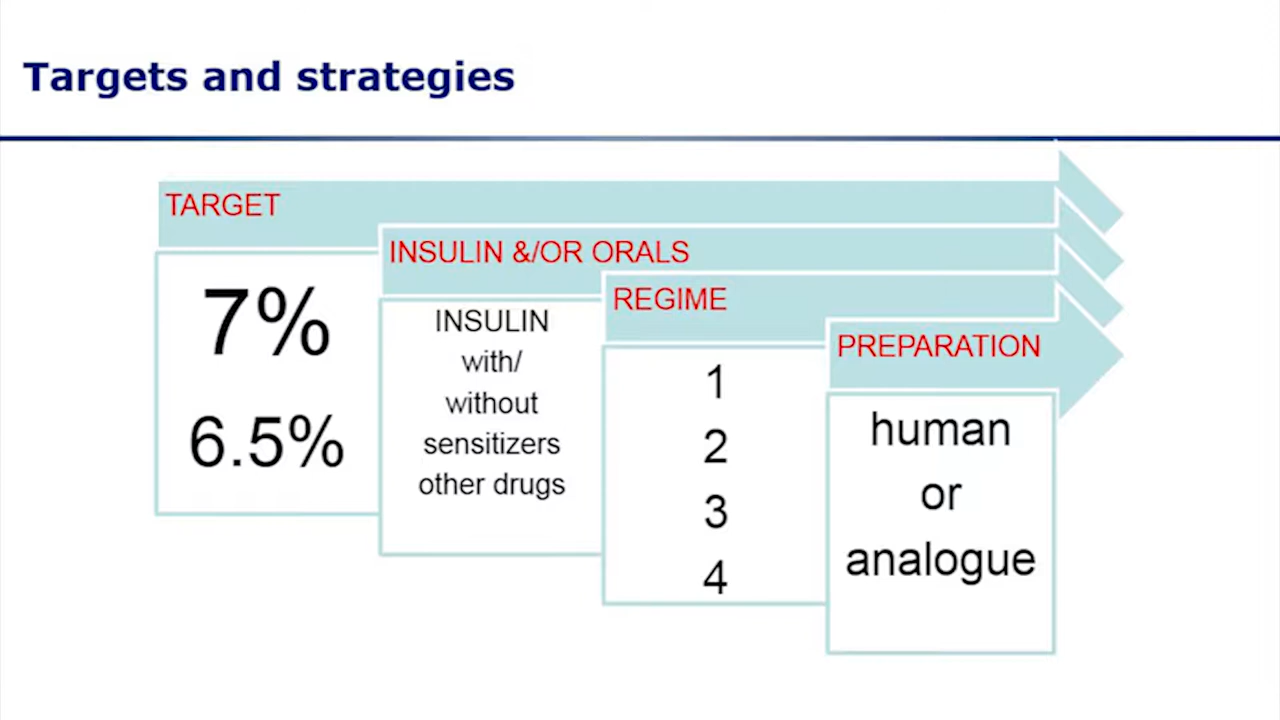 Targets and strategies
TARGET
7%
6.5%
INSULIN &/OR ORALS
INSULIN
with/
without
sensitizers
other drugs
REGIME
1
2
3
4
PREPARATION
human
or
analogue